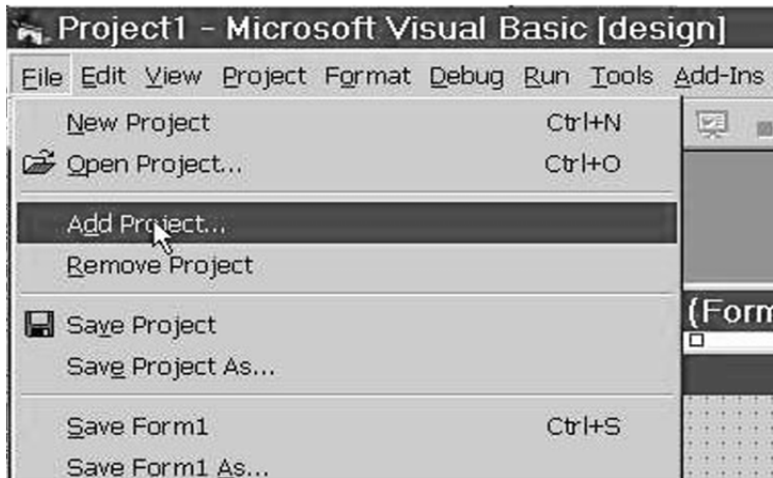 Project1 - Microsoft Visual Basic [design]
File Edit View Project Format Debug Run Tools Add-Ins
New Project Ctrl+N
Open Project... Ctrl+O
Add Project...
Remove Project
(Form
Save Project
Save Project As...
Save Form1 Ctrl+S
Save Form1 As...